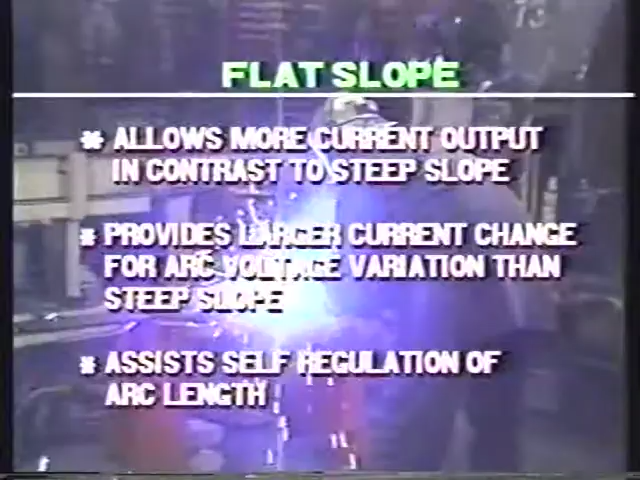 FLAT SLOPE
* ALLOWS MORE CURRENT OUTPUT
IN CONTRAST TO STEEP SLOPE
* PROVIDES LARGER CURRENT CHANGE
FOR ARC VOLTAGE VARIATION THAN
STEEP SLOPE
* ASSISTS SELF REGULATION OF
ARC LENGTH